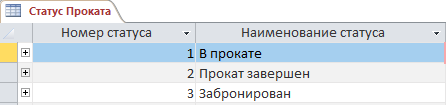 Статус Проката
Номер статуса Наименование статуса
1 В прокате
2 Прокат завершен
3 Забронирован